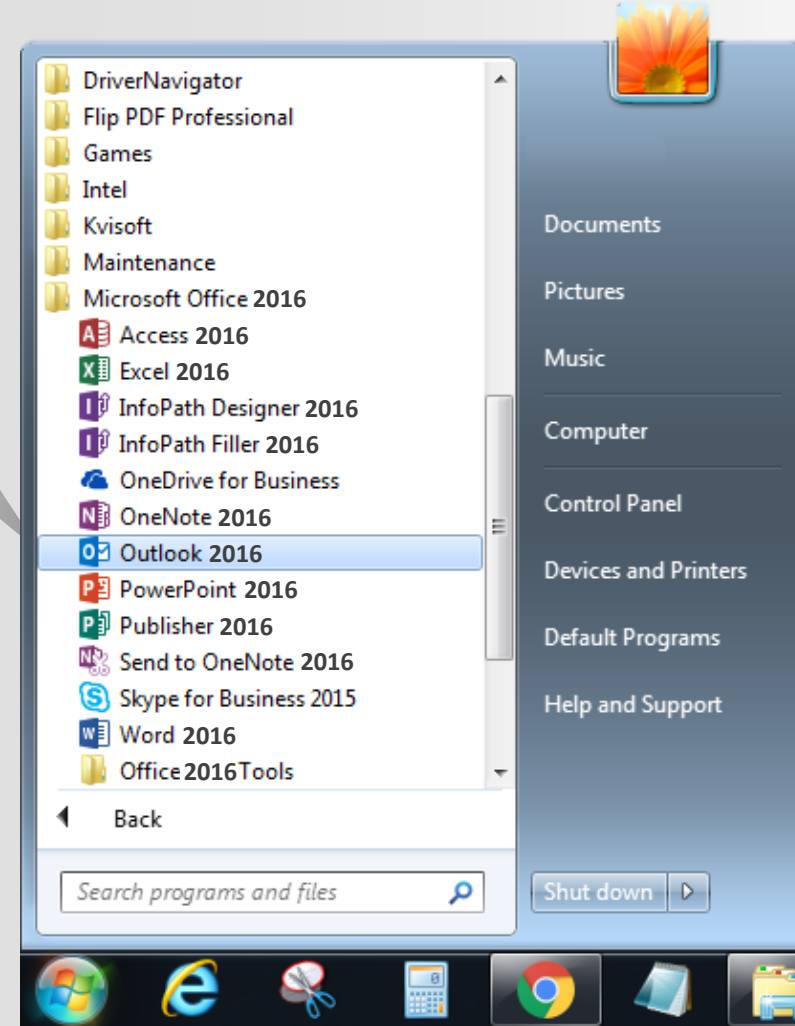 DriverNavigator
Flip PDF Professional
Games
Intel
Kvisoft
Maintenance
Microsoft Office 2016
Access 2016
Excel 2016
InfoPath Designer 2016
InfoPath Filler 2016
OneDrive for Business
OneNote 2016
Outlook 2016
PowerPoint 2016
Publisher 2016
Send to OneNote 2016
Skype for Business 2015
Word 2016
Office 2016Tools
Back
Search programs and files
Documents
Pictures
Music
Computer
Control Panel
Devices and Printers
Default Programs
Help and Support
Shut down